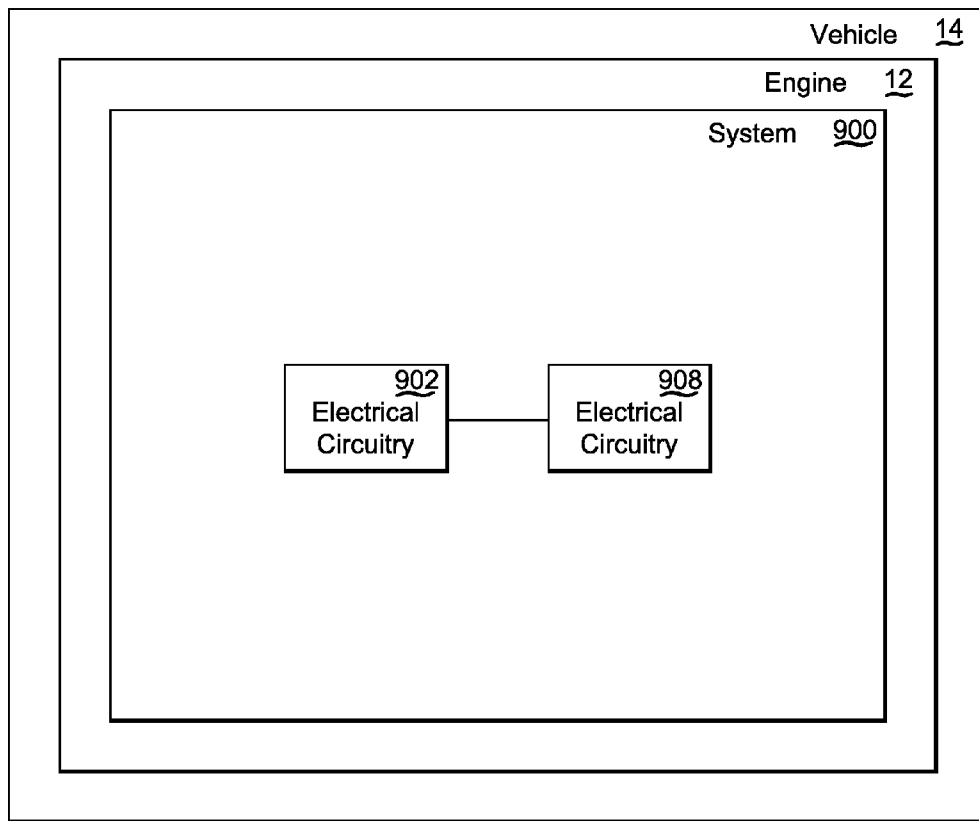 Vehicle 14
Engine 12
System 900
902
Electrical
Circuitry
908
Electrical
Circuitry